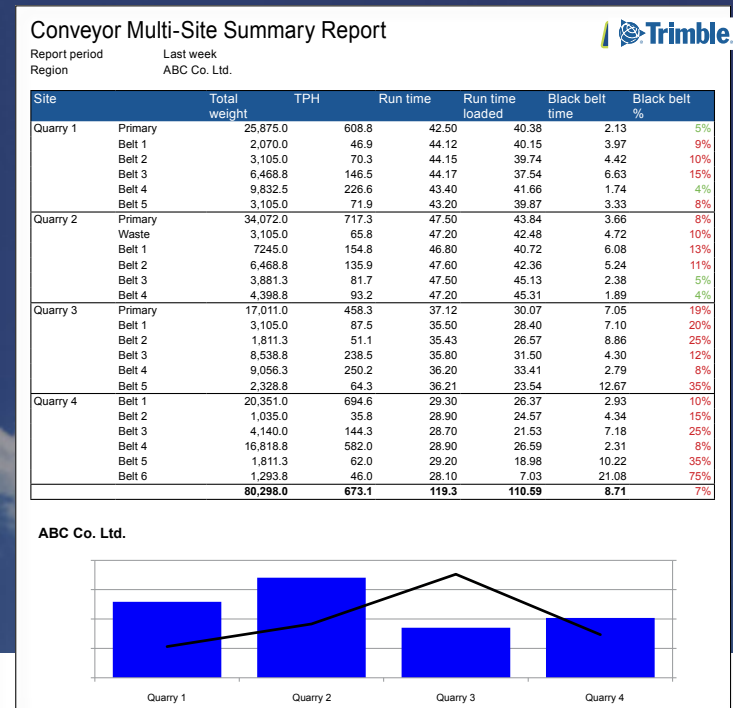 Conveyor Multi-Site Summary Report
Trimble
Report period Last week
Region ABC Co. Ltd.
Site Total weight TPH Run time Run time loaded Black belt time Black belt %
Quarry 1 Primary 25,875.0 608.8 42.50 40.38 2.13 5%
Belt 1 2,070.0 46.9 44.12 40.15 3.97 9%
Belt 2 3,105.0 70.3 44.15 39.74 4.42 10%
Belt 3 6,468.8 146.5 44.17 37.54 6.63 15%
Belt 4 9,832.5 226.6 43.40 41.66 1.74 4%
Belt 5 3,105.0 71.9 43.20 39.87 3.33 8%
Quarry 2 Primary 34,072.0 717.3 47.50 43.84 3.66 8%
Waste 3,105.0 65.8 47.20 42.48 4.72 10%
Belt 1 7245.0 154.8 46.80 40.72 6.08 13%
Belt 2 6,468.8 135.9 47.60 42.36 5.24 11%
Belt 3 3,881.3 81.7 47.50 45.13 2.38 5%
Belt 4 4,398.8 93.2 47.20 45.31 1.89 4%
Quarry 3 Primary 17,011.0 458.3 37.12 30.07 7.05 19%
Belt 1 3,105.0 87.5 35.50 28.40 7.10 20%
Belt 2 1,811.3 51.1 35.43 26.57 8.86 25%
Belt 3 8,538.8 238.5 35.80 31.50 4.30 12%
Belt 4 9,056.3 250.2 36.20 33.41 2.79 8%
Belt 5 2,328.8 64.3 36.21 23.54 12.67 35%
Quarry 4 Belt 1 20,351.0 694.6 29.30 26.37 2.93 10%
Belt 2 1,035.0 35.8 28.90 24.57 4.34 15%
Belt 3 4,140.0 144.3 28.70 21.53 7.18 25%
Belt 4 16,818.8 582.0 28.90 26.59 2.31 8%
Belt 5 1,811.3 62.0 29.20 18.98 10.22 35%
Belt 6 1,293.8 46.0 28.10 7.03 21.08 75%
80,298.0 673.1 119.3 110.59 8.71 7%
ABC Co. Ltd.
Quarry 1 Quarry 2 Quarry 3 Quarry 4